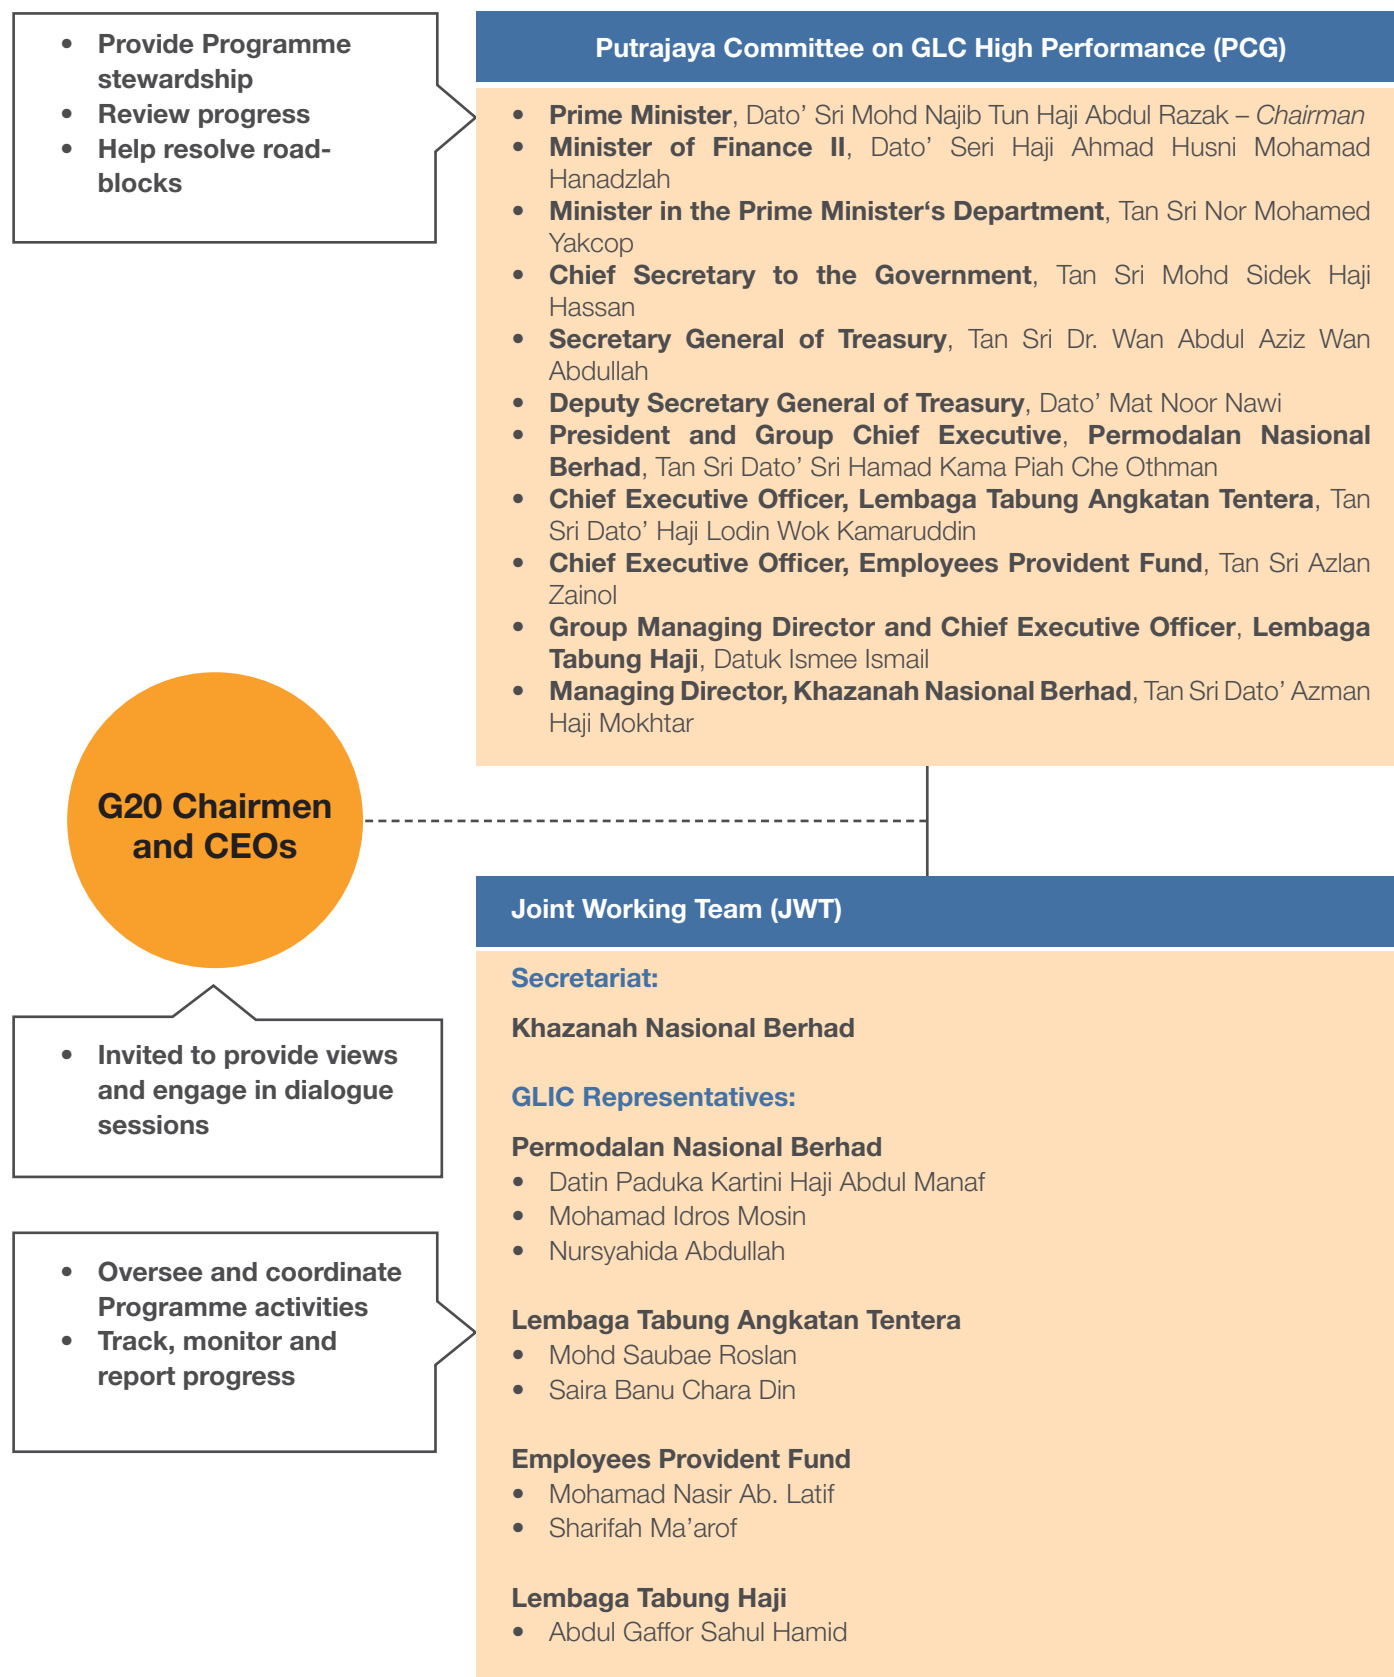 • Provide Programme
stewardship
• Review progress
• Help resolve road-
blocks
Putrajaya Committee on GLC High Performance (PCG)
• Prime Minister, Dato’ Sri Mohd Najib Tun Haji Abdul Razak – Chairman
• Minister of Finance II, Dato’ Seri Haji Ahmad Husni Mohamad
Hanadzlah
• Minister in the Prime Minister‘s Department, Tan Sri Nor Mohamed
Yakcop
• Chief Secretary to the Government, Tan Sri Mohd Sidek Haji
Hassan
• Secretary General of Treasury, Tan Sri Dr. Wan Abdul Aziz Wan
Abdullah
• Deputy Secretary General of Treasury, Dato’ Mat Noor Nawi
• President and Group Chief Executive, Permodalan Nasional
Berhad, Tan Sri Dato’ Sri Hamad Kama Piah Che Othman
• Chief Executive Officer, Lembaga Tabung Angkatan Tentera, Tan
Sri Dato’ Haji Lodin Wok Kamaruddin
• Chief Executive Officer, Employees Provident Fund, Tan Sri Azlan
Zainol
• Group Managing Director and Chief Executive Officer, Lembaga
Tabung Haji, Datuk Ismee Ismail
• Managing Director, Khazanah Nasional Berhad, Tan Sri Dato’ Azman
Haji Mokhtar
G20 Chairmen
and CEOs
• Invited to provide views
and engage in dialogue
sessions
• Oversee and coordinate
Programme activities
• Track, monitor and
report progress
Joint Working Team (JWT)
Secretariat:
Khazanah Nasional Berhad
GLIC Representatives:
Permodalan Nasional Berhad
• Datin Paduka Kartini Haji Abdul Manaf
• Mohamad Idros Mosin
• Nursyahida Abdullah
Lembaga Tabung Angkatan Tentera
• Mohd Saubae Roslan
• Saira Banu Chara Din
Employees Provident Fund
• Mohamad Nasir Ab. Latif
• Sharifah Ma’arof
Lembaga Tabung Haji
• Abdul Gaffor Sahul Hamid